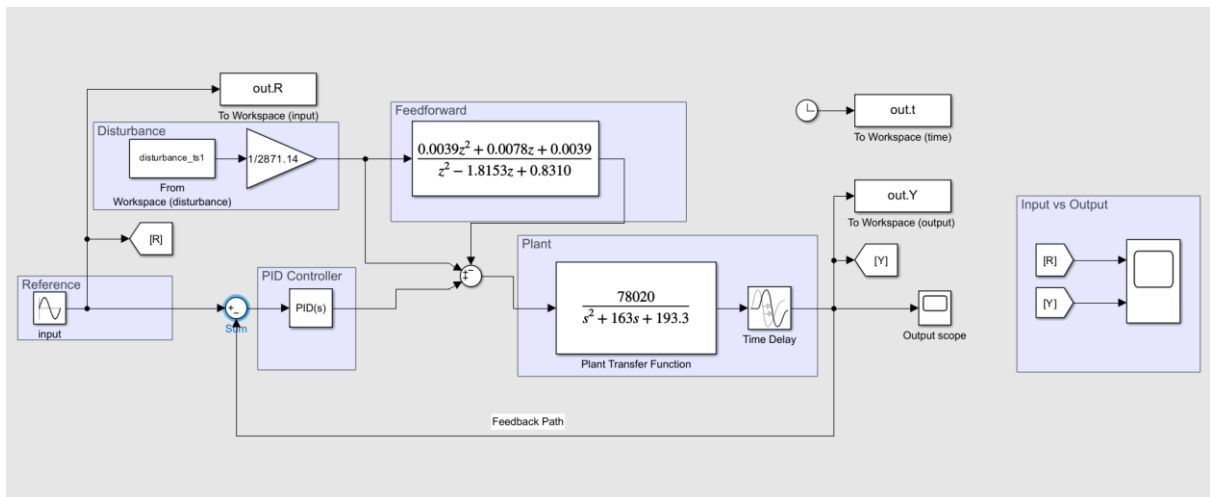 out.R
To Workspace (input)
Disturbance
disturbance_ts1
From
Workspace (disturbance)
1/2871.14
Feedforward
0.0039z² + 0.0078z + 0.0039
z² − 1.8153z + 0.8310
out.t
To Workspace (time)
out.Y
To Workspace (output)
[R]
[Y]
Input vs Output
[R]
[Y]
Reference
input
Sum
PID Controller
PID(s)
Plant
78020
s² + 163s + 193.3
Plant Transfer Function
Time Delay
Output scope
Feedback Path